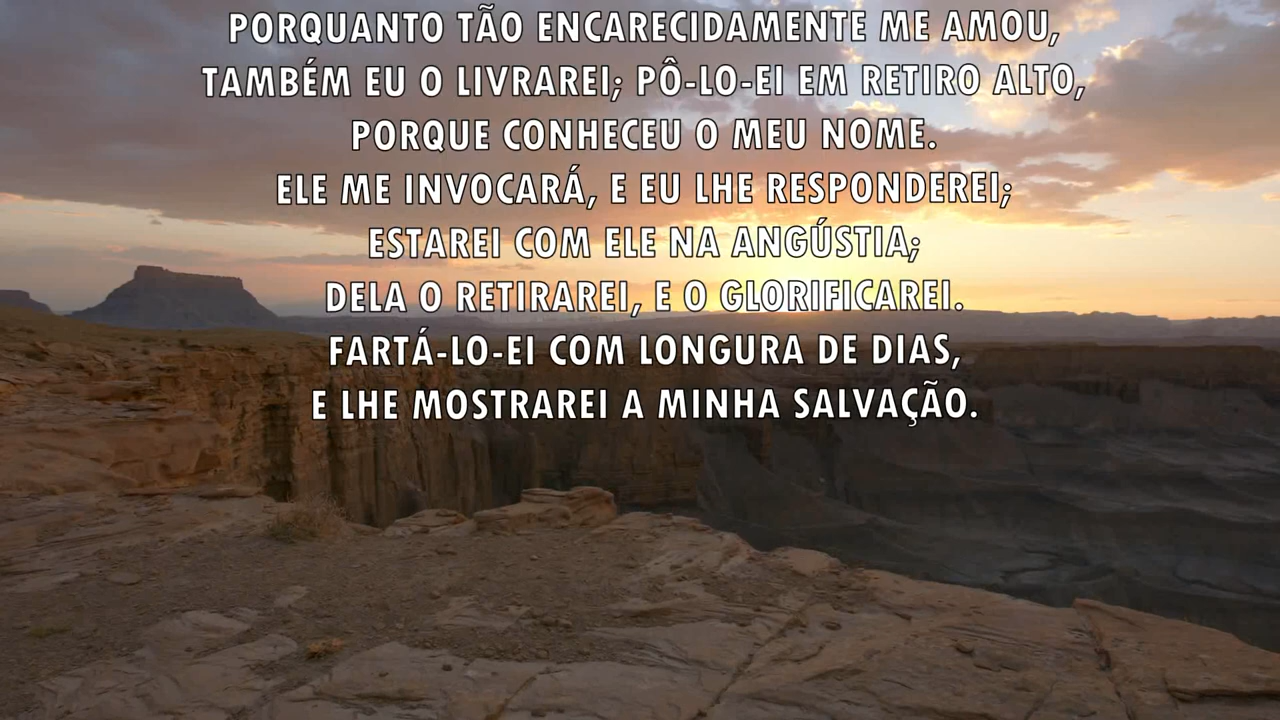 PORQUANTO TÃO ENCARECIDAMENTE ME AMOU,
TAMBÉM EU O LIVRAREI; PÔ-LO-EI EM RETIRO ALTO,
PORQUE CONHECEU O MEU NOME.
ELE ME INVOCARÁ, E EU LHE RESPONDEREI;
ESTAREI COM ELE NA ANGÚSTIA;
DELA O RETIRAREI, E O GLORIFICAREI.
FARTÁ-LO-EI COM LONGURA DE DIAS,
E LHE MOSTRAREI A MINHA SALVAÇÃO.